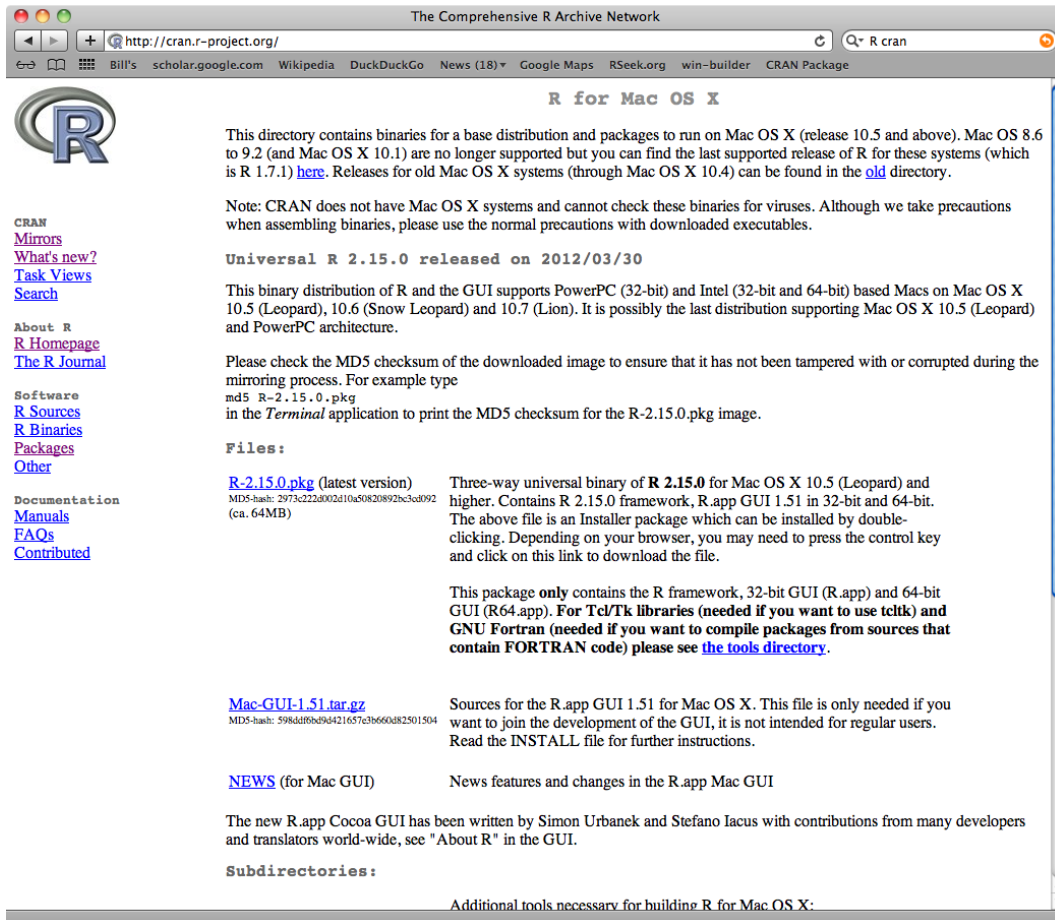 The Comprehensive R Archive Network
http://cran.r-project.org/
R cran
Bill's scholar.google.com Wikipedia DuckDuckGo News (18) Google Maps RSeek.org win-builder CRAN Package
R
CRAN
Mirrors
What's new?
Task Views
Search
About R
R Homepage
The R Journal
Software
R Sources
R Binaries
Packages
Other
Documentation
Manuals
FAQs
Contributed
R for Mac OS X
This directory contains binaries for a base distribution and packages to run on Mac OS X (release 10.5 and above). Mac OS 8.6
to 9.2 (and Mac OS X 10.1) are no longer supported but you can find the last supported release of R for these systems (which
is R 1.7.1) here. Releases for old Mac OS X systems (through Mac OS X 10.4) can be found in the old directory.
Note: CRAN does not have Mac OS X systems and cannot check these binaries for viruses. Although we take precautions
when assembling binaries, please use the normal precautions with downloaded executables.
Universal R 2.15.0 released on 2012/03/30
This binary distribution of R and the GUI supports PowerPC (32-bit) and Intel (32-bit and 64-bit) based Macs on Mac OS X
10.5 (Leopard), 10.6 (Snow Leopard) and 10.7 (Lion). It is possibly the last distribution supporting Mac OS X 10.5 (Leopard)
and PowerPC architecture.
Please check the MD5 checksum of the downloaded image to ensure that it has not been tampered with or corrupted during the
mirroring process. For example type
md5 R-2.15.0.pkg
in the Terminal application to print the MD5 checksum for the R-2.15.0.pkg image.
Files:
R-2.15.0.pkg (latest version)
MD5-hash: 2973c222d002d10a50820892bc3cd092
(ca. 64MB)
Three-way universal binary of R 2.15.0 for Mac OS X 10.5 (Leopard) and
higher. Contains R 2.15.0 framework, R.app GUI 1.51 in 32-bit and 64-bit.
The above file is an Installer package which can be installed by double-
clicking. Depending on your browser, you may need to press the control key
and click on this link to download the file.
This package only contains the R framework, 32-bit GUI (R.app) and 64-bit
GUI (R64.app). For Tcl/Tk libraries (needed if you want to use tcltk) and
GNU Fortran (needed if you want to compile packages from sources that
contain FORTRAN code) please see the tools directory.
Mac-GUI-1.51.tar.gz
MD5-hash: 598ddf6bd9d421657e3b660d82501504
Sources for the R.app GUI 1.51 for Mac OS X. This file is only needed if you
want to join the development of the GUI, it is not intended for regular users.
Read the INSTALL file for further instructions.
NEWS (for Mac GUI)
News features and changes in the R.app Mac GUI
The new R.app Cocoa GUI has been written by Simon Urbanek and Stefano Iacus with contributions from many developers
and translators world-wide, see "About R" in the GUI.
Subdirectories:
Additional tools necessary for building R for Mac OS X: